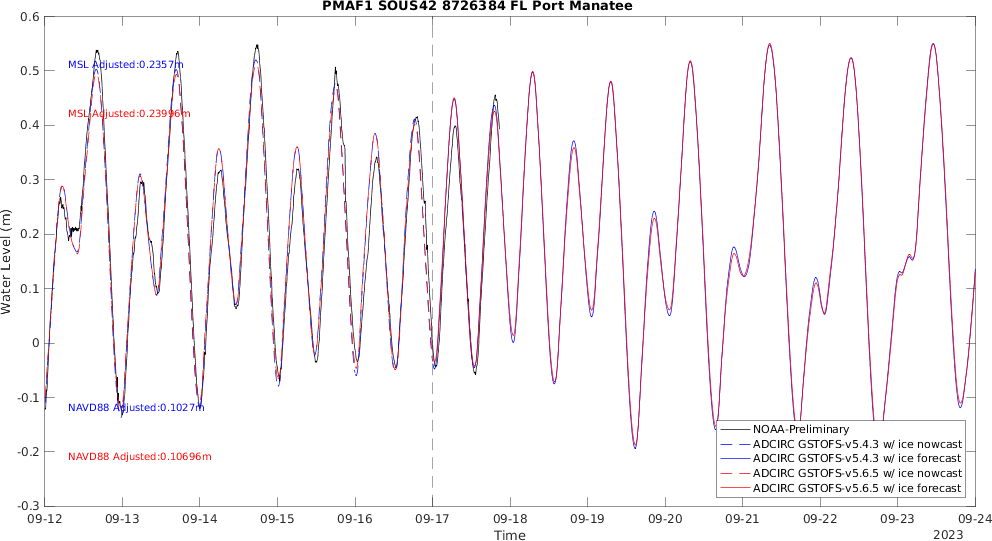 PMAF1 SOUS42 8726384 FL Port Manatee
0.6
0.5
0.4
0.3
0.2
0.1
0
-0.1
-0.2
-0.3
Water Level (m)
MSL Adjusted:0.2357m
MSL Adjusted:0.23996m
NAVD88 Adjusted:0.1027m
NAVD88 Adjusted:0.10696m
NOAA-Preliminary
ADCIRC GSTOFS-v5.4.3 w/ ice nowcast
ADCIRC GSTOFS-v5.4.3 w/ ice forecast
ADCIRC GSTOFS-v5.6.5 w/ ice nowcast
ADCIRC GSTOFS-v5.6.5 w/ ice forecast
09-12 09-13 09-14 09-15 09-16 09-17 09-18 09-19 09-20 09-21 09-22 09-23 09-24
Time
2023